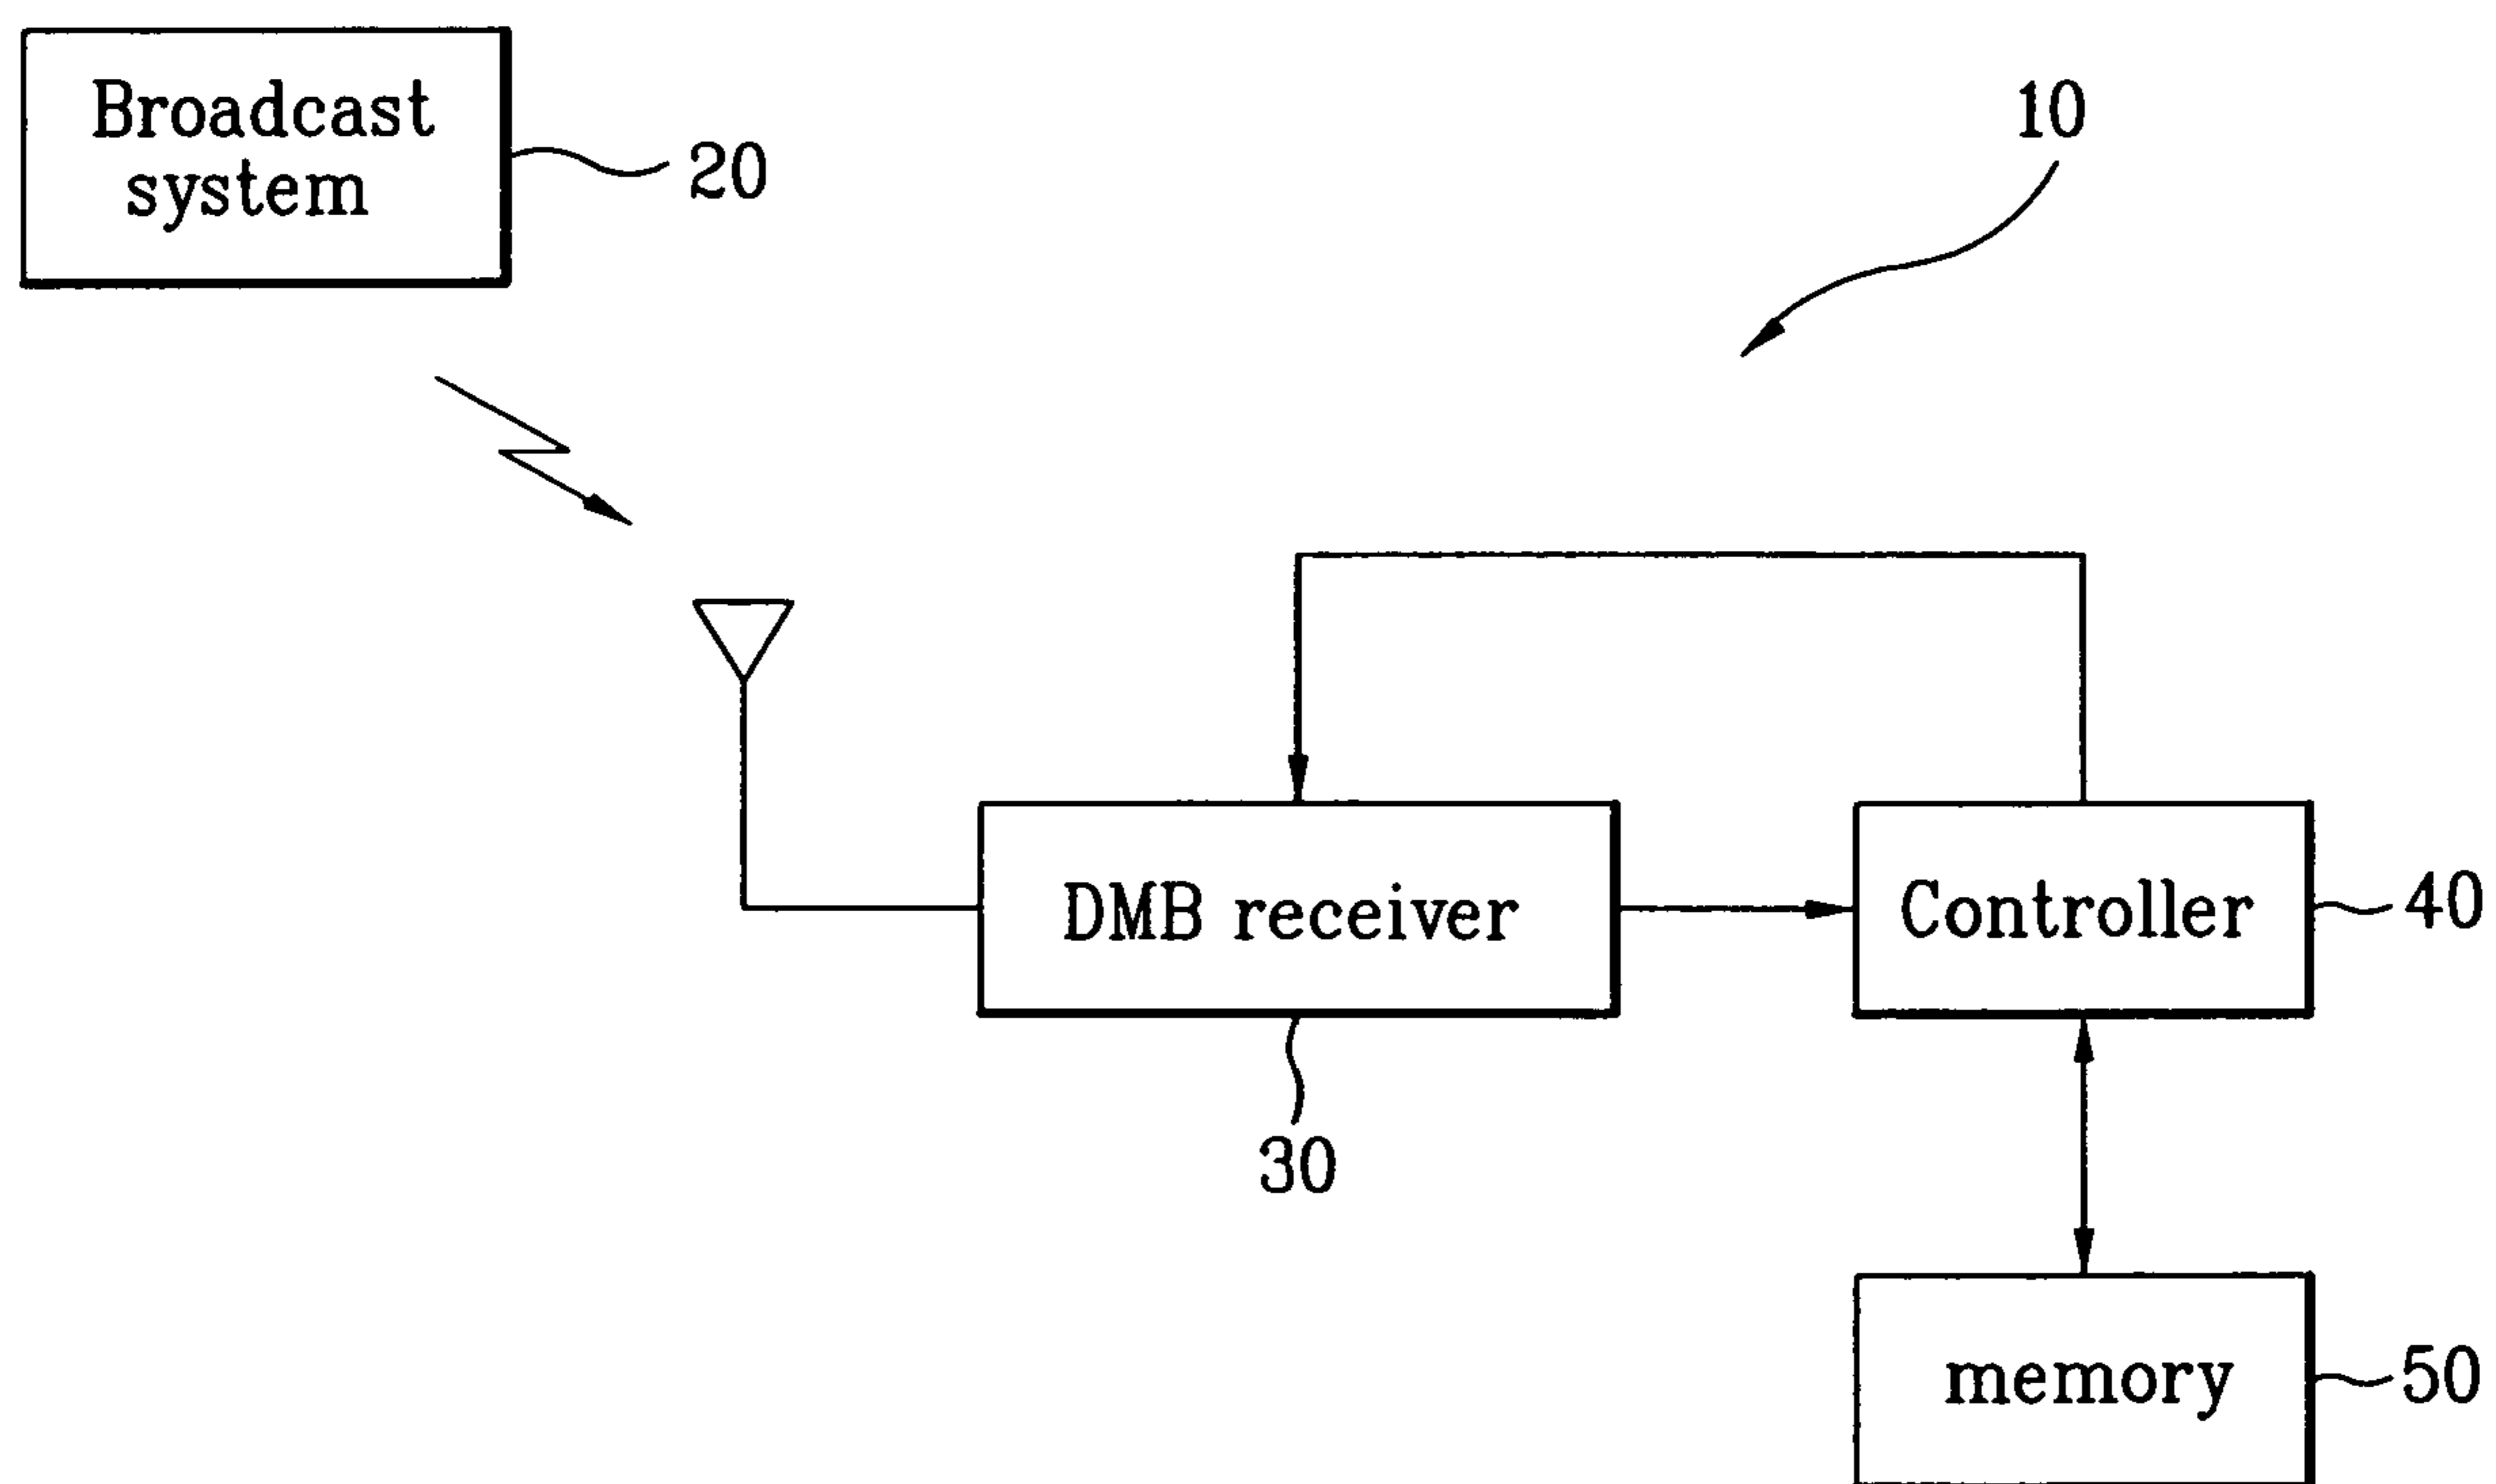 Broadcast
system
20
10
DMB receiver
Controller
40
30
memory
50